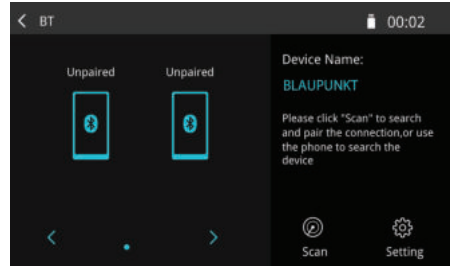 BT
00:02
Unpaired
Unpaired
Device Name:
BLAUPUNKT
Please click "Scan" to search
and pair the connection,or use
the phone to search the
device
Scan
Setting